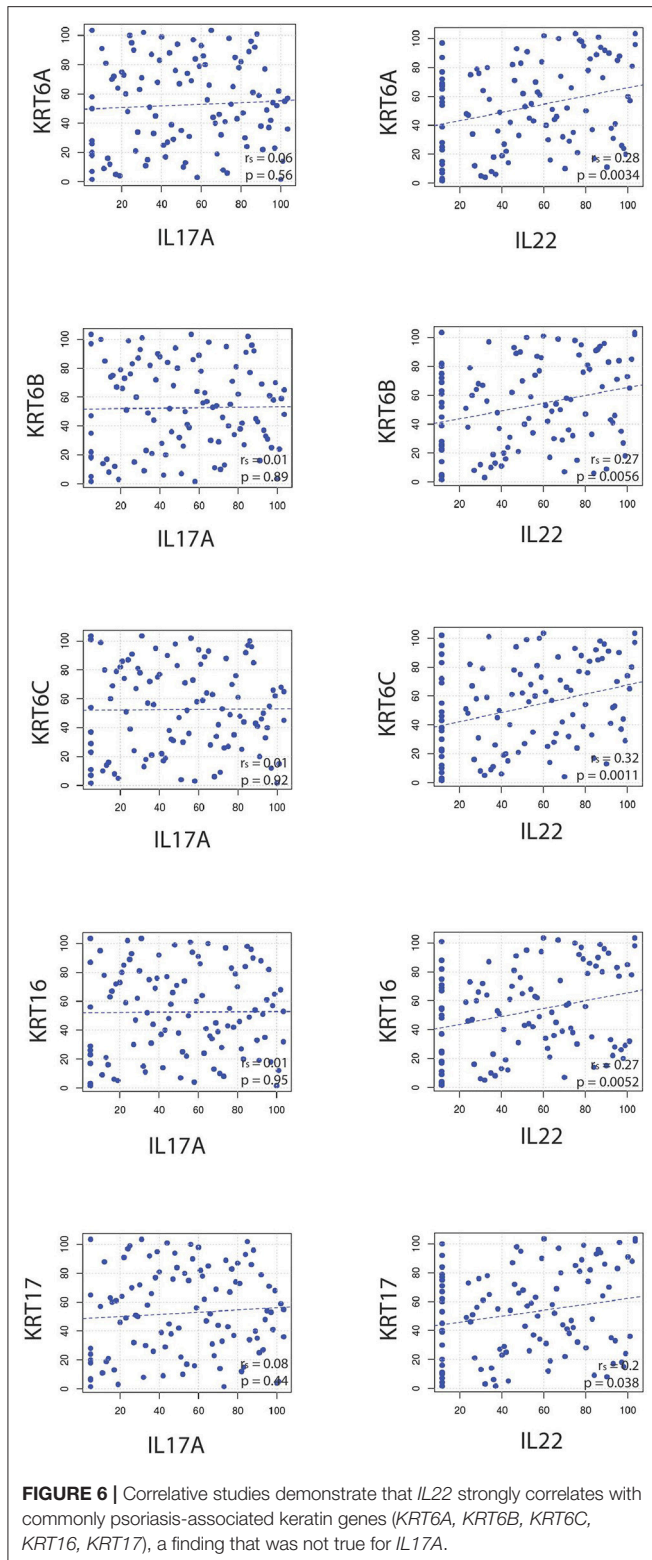 KRT6A
100
80
60
40
20
0
rs = 0.06
p = 0.56
20 40 60 80 100
IL17A
KRT6A
100
80
60
40
20
0
rs = 0.28
p = 0.0034
20 40 60 80 100
IL22
KRT6B
100
80
60
40
20
0
rs = 0.01
p = 0.89
20 40 60 80 100
IL17A
KRT6B
100
80
60
40
20
0
rs = 0.27
p = 0.0056
20 40 60 80 100
IL22
KRT6C
100
80
60
40
20
0
rs = 0.01
p = 0.92
20 40 60 80 100
IL17A
KRT6C
100
80
60
40
20
0
rs = 0.32
p = 0.0011
20 40 60 80 100
IL22
KRT16
100
80
60
40
20
0
rs = 0.01
p = 0.95
20 40 60 80 100
IL17A
KRT16
100
80
60
40
20
0
rs = 0.27
p = 0.0052
20 40 60 80 100
IL22
KRT17
100
80
60
40
20
0
rs = 0.08
p = 0.44
20 40 60 80 100
IL17A
KRT17
100
80
60
40
20
0
rs = 0.2
p = 0.038
20 40 60 80 100
IL22
FIGURE 6 | Correlative studies demonstrate that IL22 strongly correlates with
commonly psoriasis-associated keratin genes (KRT6A, KRT6B, KRT6C,
KRT16, KRT17), a finding that was not true for IL17A.